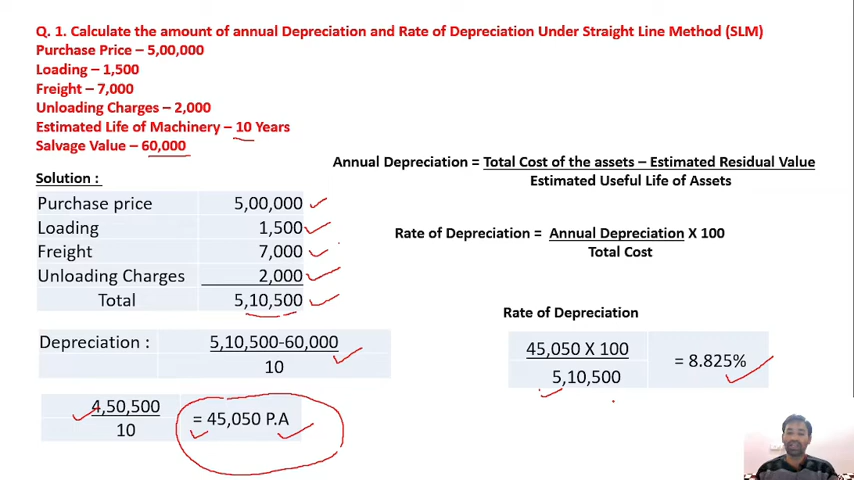 Q. 1. Calculate the amount of annual Depreciation and Rate of Depreciation Under Straight Line Method (SLM)
Purchase Price – 5,00,000
Loading – 1,500
Freight – 7,000
Unloading Charges – 2,000
Estimated Life of Machinery – 10 Years
Salvage Value – 60,000
Solution :
Purchase price 5,00,000
Loading 1,500
Freight 7,000
Unloading Charges 2,000
Total 5,10,500
Depreciation : 5,10,500-60,000
10
4,50,500
10
= 45,050 P.A
Annual Depreciation = Total Cost of the assets – Estimated Residual Value
Estimated Useful Life of Assets
Rate of Depreciation = Annual Depreciation X 100
Total Cost
Rate of Depreciation
45,050 X 100
5,10,500
= 8.825%